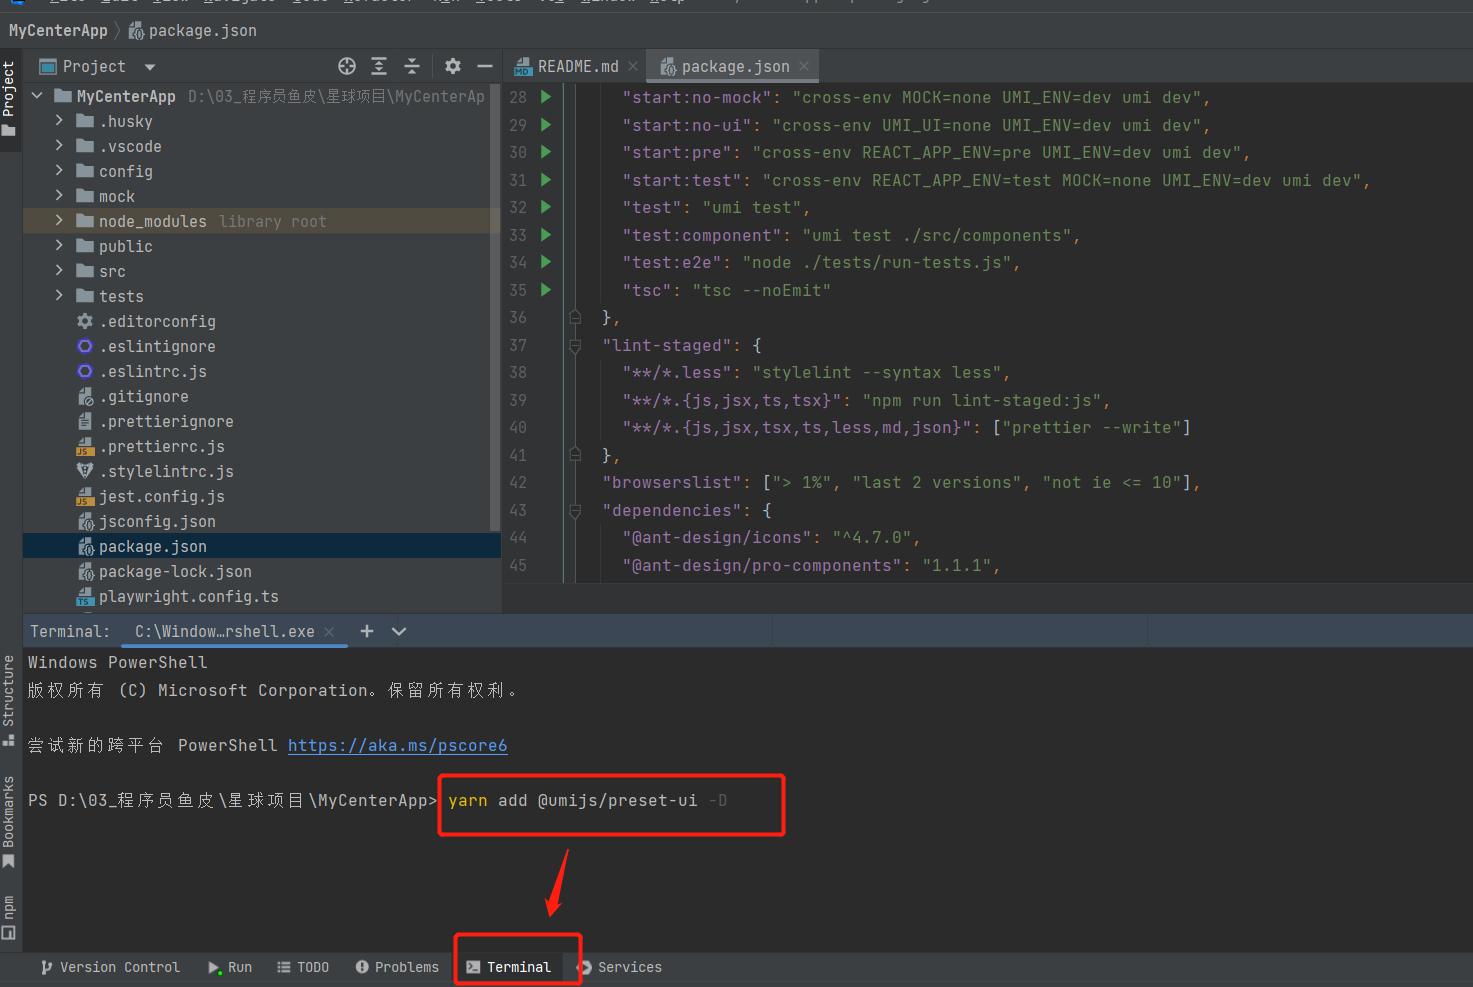 MyCenterApp
package.json
Project
Project
MyCenterApp D:\03_程序员鱼皮\星球项目\MyCenterAp
.husky
.vscode
config
mock
node_modules library root
public
src
tests
.editorconfig
.eslintignore
.eslintrc.js
.gitignore
.prettierignore
.prettierrc.js
.stylelintrc.js
jest.config.js
jsconfig.json
package.json
package-lock.json
playwright.config.ts
README.md
package.json
28 "start:no-mock": "cross-env MOCK=none UMI_ENV=dev umi dev",
29 "start:no-ui": "cross-env UMI_UI=none UMI_ENV=dev umi dev",
30 "start:pre": "cross-env REACT_APP_ENV=pre UMI_ENV=dev umi dev",
31 "start:test": "cross-env REACT_APP_ENV=test MOCK=none UMI_ENV=dev umi dev",
32 "test": "umi test",
33 "test:component": "umi test ./src/components",
34 "test:e2e": "node ./tests/run-tests.js",
35 "tsc": "tsc --noEmit"
36 },
37 "lint-staged": {
38 "**/*.less": "stylelint --syntax less",
39 "**/*.{js,jsx,ts,tsx}": "npm run lint-staged:js",
40 "**/*.{js,jsx,tsx,ts,less,md,json}": ["prettier --write"]
41 },
42 "browserslist": ["> 1%", "last 2 versions", "not ie <= 10"],
43 "dependencies": {
44 "@ant-design/icons": "^4.7.0",
45 "@ant-design/pro-components": "1.1.1",
Terminal: C:\Window…rshell.exe
Windows PowerShell
版权所有 (C) Microsoft Corporation。保留所有权利。
尝试新的跨平台 PowerShell https://aka.ms/pscore6
PS D:\03_程序员鱼皮\星球项目\MyCenterApp> yarn add @umijs/preset-ui -D
Structure
Bookmarks
npm
Version Control Run TODO Problems Terminal Services